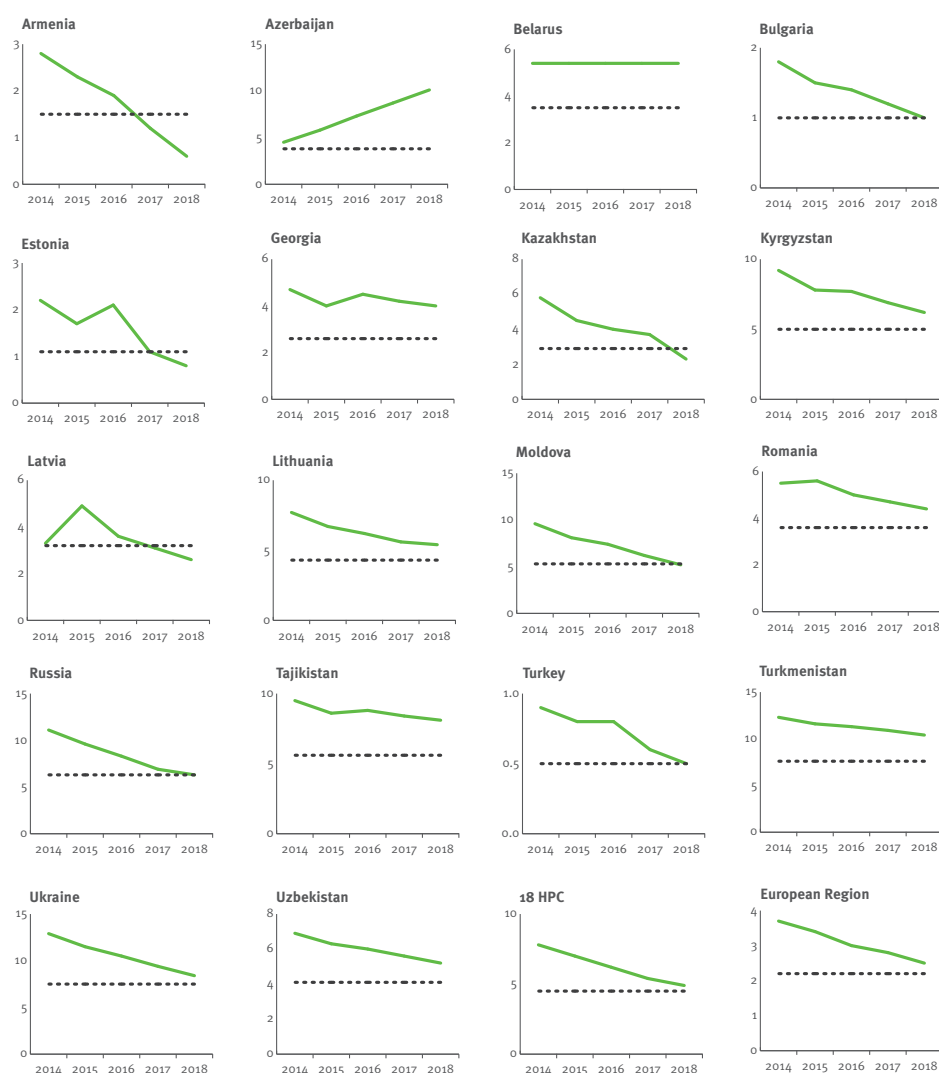 Armenia
3
2
1
0
2014 2015 2016 2017 2018
Azerbaijan
15
10
5
0
2014 2015 2016 2017 2018
Belarus
6
4
2
0
2014 2015 2016 2017 2018
Bulgaria
2
1
0
2014 2015 2016 2017 2018
Estonia
3
2
1
0
2014 2015 2016 2017 2018
Georgia
6
4
2
0
2014 2015 2016 2017 2018
Kazakhstan
8
6
4
2
0
2014 2015 2016 2017 2018
Kyrgyzstan
10
5
0
2014 2015 2016 2017 2018
Latvia
6
4
2
0
2014 2015 2016 2017 2018
Lithuania
10
5
0
2014 2015 2016 2017 2018
Moldova
15
10
5
0
2014 2015 2016 2017 2018
Romania
6
4
2
0
2014 2015 2016 2017 2018
Russia
15
10
5
0
2014 2015 2016 2017 2018
Tajikistan
10
5
0
2014 2015 2016 2017 2018
Turkey
1.0
0.5
0.0
2014 2015 2016 2017 2018
Turkmenistan
15
10
5
0
2014 2015 2016 2017 2018
Ukraine
15
10
5
0
2014 2015 2016 2017 2018
Uzbekistan
8
6
4
2
0
2014 2015 2016 2017 2018
18 HPC
10
5
0
2014 2015 2016 2017 2018
European Region
4
3
2
1
0
2014 2015 2016 2017 2018